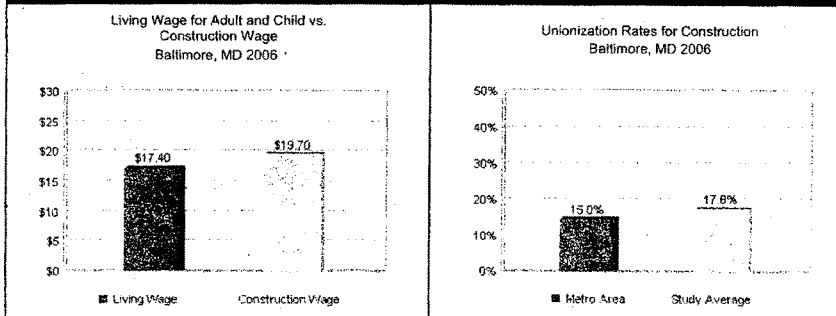 Living Wage for Adult and Child vs.
Construction Wage
Baltimore, MD 2006
$30
$25
$20
$15
$10
$5
$0
$17.40
$19.70
Living Wage
Construction Wage
Unionization Rates for Construction
Baltimore, MD 2006
50%
40%
30%
20%
10%
0%
15.0%
17.6%
Metro Area
Study Average